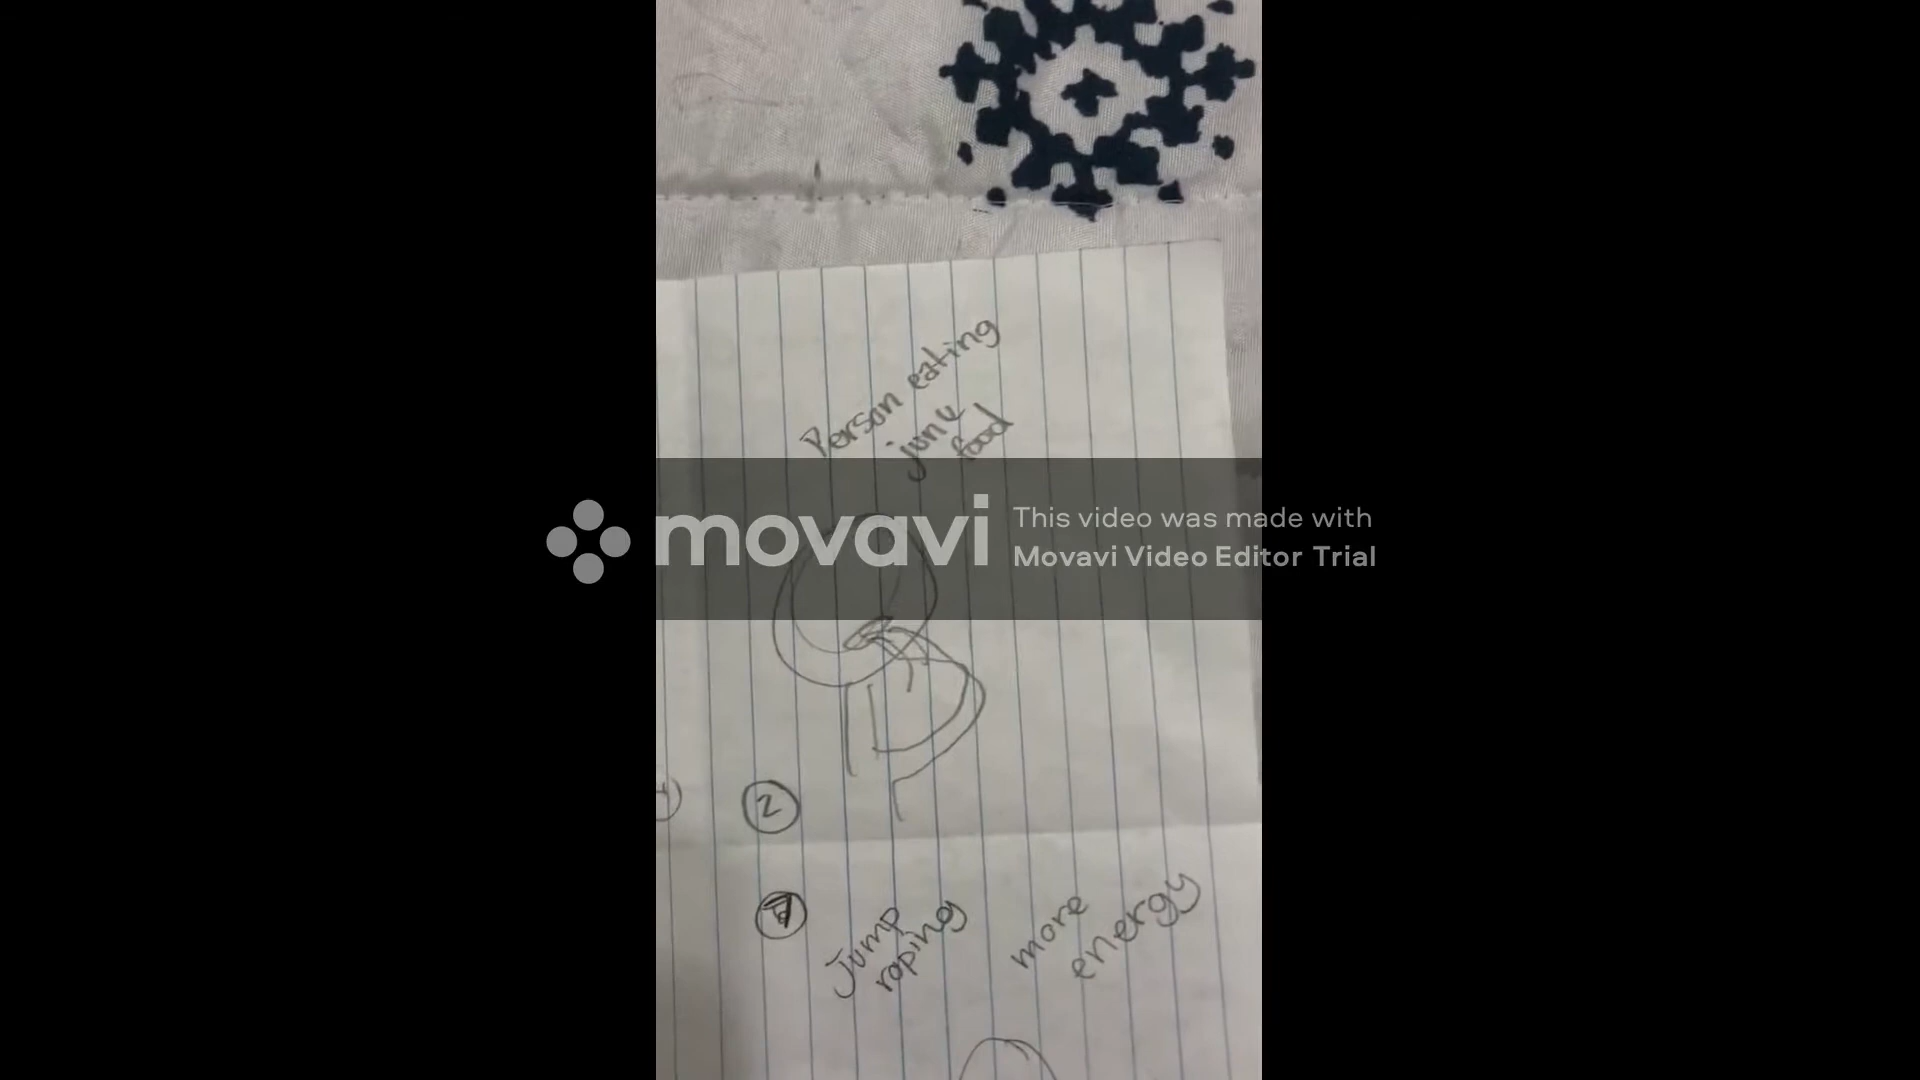 Person eating
junk
food
movavi
This video was made with
Movavi Video Editor Trial
2
Jump
roping
more
energy